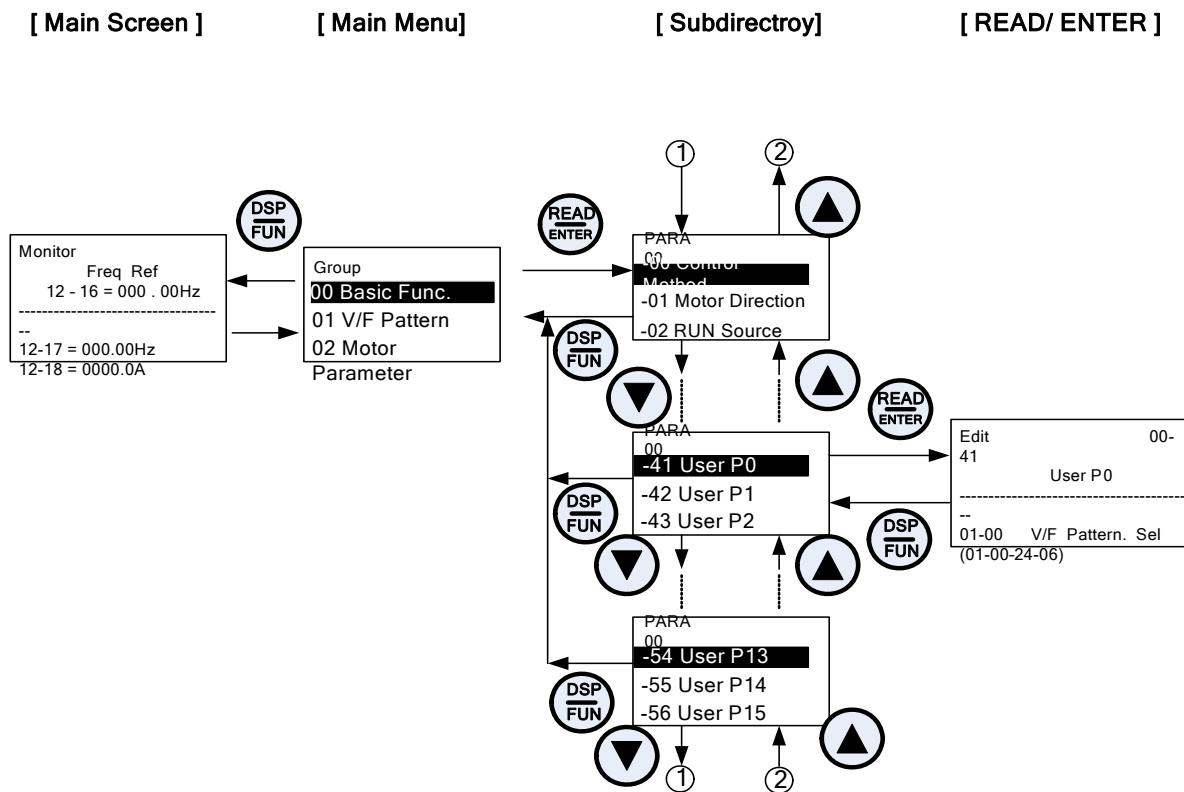 [ Main Screen ]
[ Main Menu]
[ Subdirectroy]
[ READ/ ENTER ]
1
2
DSP
FUN
Monitor
Freq Ref
12 - 16 = 000 . 00Hz
-----------------------------------
--
12-17 = 000.00Hz
12-18 = 0000.0A
Group
00 Basic Func.
01 V/F Pattern
02 Motor
Parameter
READ
ENTER
PARA
00
-00 Control
Method
-01 Motor Direction
-02 RUN Source
DSP
FUN
READ
ENTER
PARA
00
-41 User P0
-42 User P1
-43 User P2
DSP
FUN
Edit 00-
41
User P0
----------------------------------------
--
01-00 V/F Pattern. Sel
(01-00-24-06)
DSP
FUN
PARA
00
-54 User P13
-55 User P14
-56 User P15
DSP
FUN
1
2